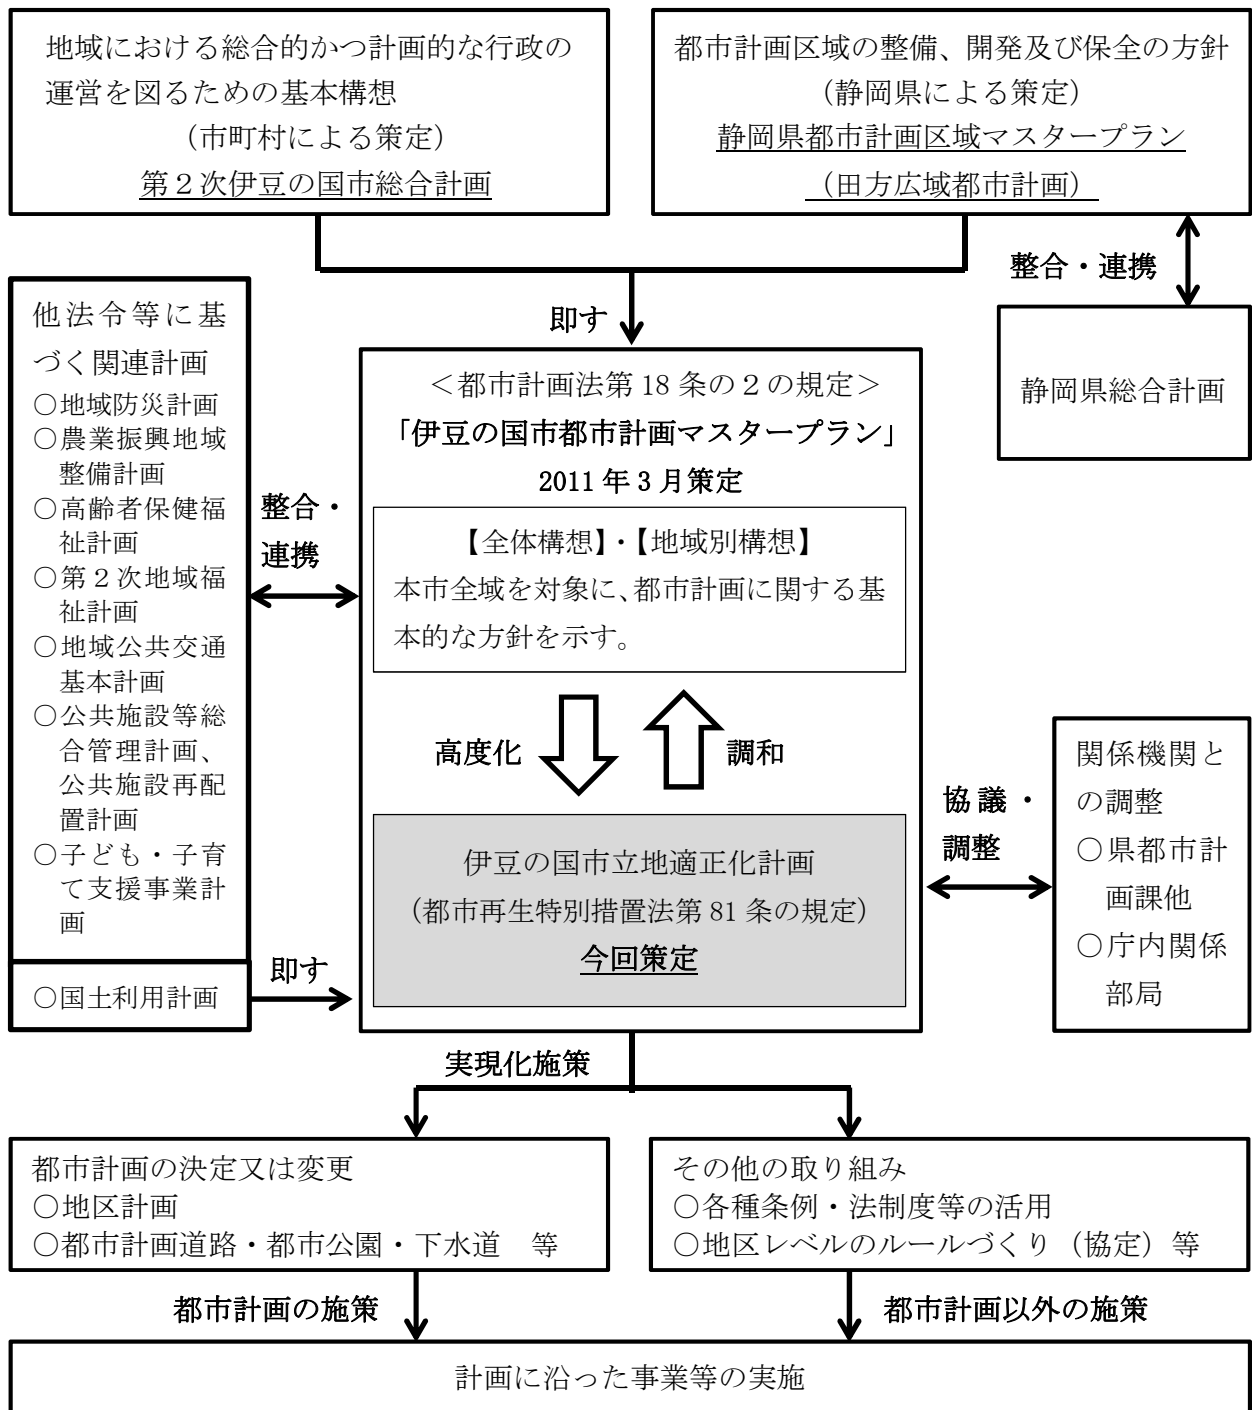 地域における総合的かつ計画的な行政の
運営を図るための基本構想
(市町村による策定)
第２次伊豆の国市総合計画
都市計画区域の整備、開発及び保全の方針
(静岡県による策定)
静岡県都市計画区域マスタープラン
(田方広域都市計画)
整合・連携
静岡県総合計画
即す
他法令等に基
づく関連計画
○地域防災計画
○農業振興地域
整備計画
○高齢者保健福
祉計画
○第２次地域福
祉計画
○地域公共交通
基本計画
○公共施設等総
合管理計画、
公共施設再配
置計画
○子ども・子育
て支援事業計
画
○国土利用計画
整合・
連携
即す
＜都市計画法第 18 条の２の規定＞
「伊豆の国市都市計画マスタープラン」
2011 年 3 月策定
【全体構想】・【地域別構想】
本市全域を対象に、都市計画に関する基
本的な方針を示す。
高度化
調和
伊豆の国市立地適正化計画
(都市再生特別措置法第 81 条の規定)
今回策定
協議・
調整
関係機関と
の調整
○県都市計
画課他
○庁内関係
部局
実現化施策
都市計画の決定又は変更
○地区計画
○都市計画道路・都市公園・下水道　等
その他の取り組み
○各種条例・法制度等の活用
○地区レベルのルールづくり（協定）等
都市計画の施策
都市計画以外の施策
計画に沿った事業等の実施